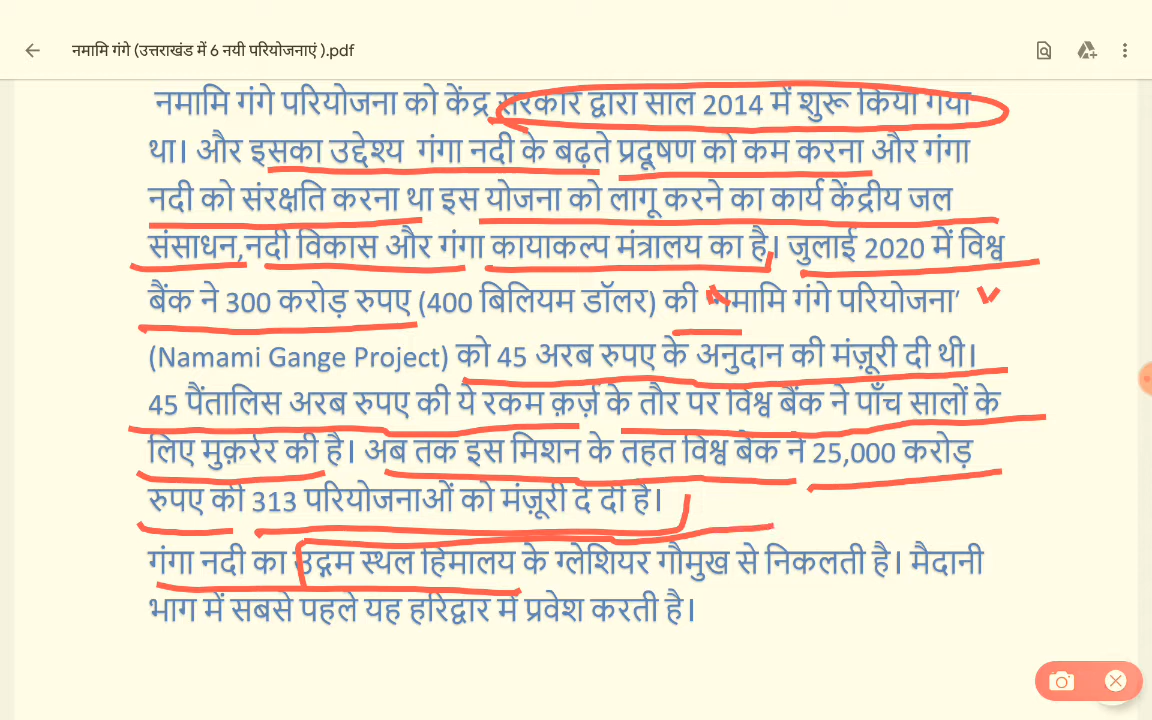 नमामि गंगे (उत्तराखंड में 6 नयी परियोजनाएं ).pdf
नमामि गंगे परियोजना को केंद्र सरकार द्वारा साल 2014 में शुरू किया गया
था। और इसका उद्देश्य गंगा नदी के बढ़ते प्रदूषण को कम करना और गंगा
नदी को संरक्षति करना था इस योजना को लागू करने का कार्य केंद्रीय जल
संसाधन,नदी विकास और गंगा कायाकल्प मंत्रालय का है। जुलाई 2020 में विश्व
बैंक ने 300 करोड़ रुपए (400 बिलियम डॉलर) की 'नमामि गंगे परियोजना'
(Namami Gange Project) को 45 अरब रुपए के अनुदान की मंज़ूरी दी थी।
45 पैंतालिस अरब रुपए की ये रकम क़र्ज़ के तौर पर विश्व बैंक ने पाँच सालों के
लिए मुक़र्रर की है। अब तक इस मिशन के तहत विश्व बैंक ने 25,000 करोड़
रुपए की 313 परियोजनाओं को मंज़ूरी दे दी है।
गंगा नदी का उद्गम स्थल हिमालय के ग्लेशियर गौमुख से निकलती है। मैदानी
भाग में सबसे पहले यह हरिद्वार में प्रवेश करती है।